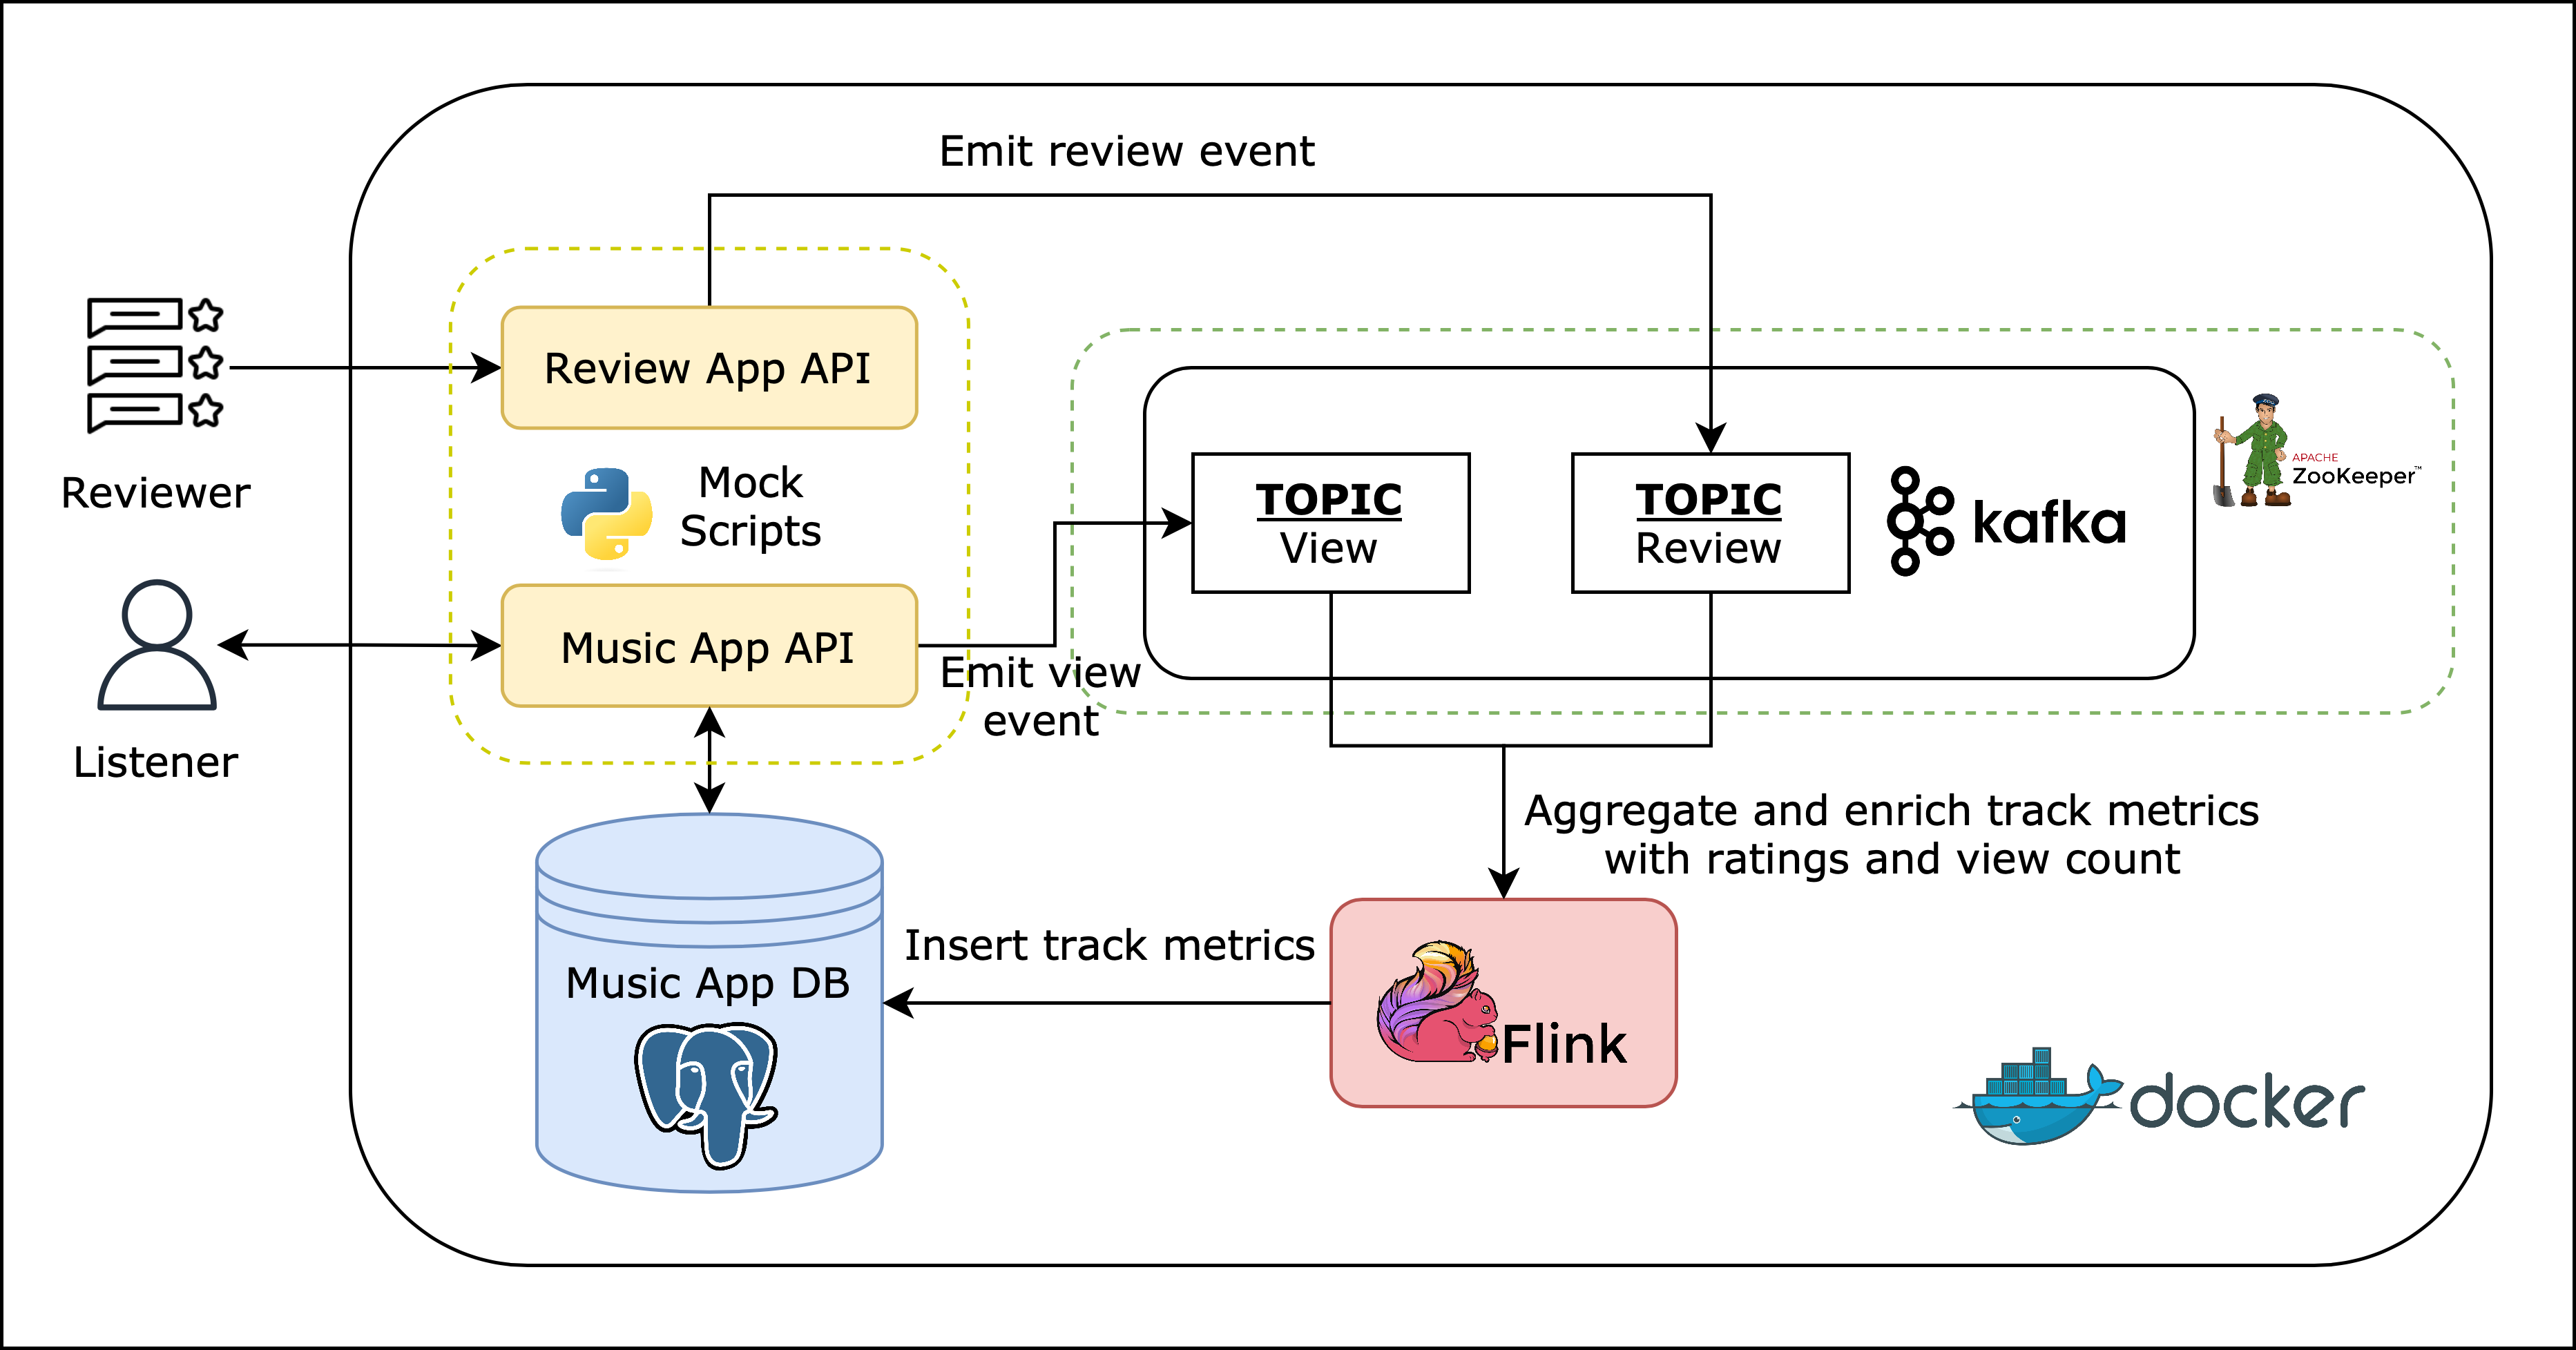 Emit review event
Reviewer
Review App API
Mock
Scripts
Listener
Music App API
Emit view
event
TOPIC
View
TOPIC
Review
kafka
APACHE
ZooKeeper™
Aggregate and enrich track metrics
with ratings and view count
Insert track metrics
Music App DB
Flink
docker